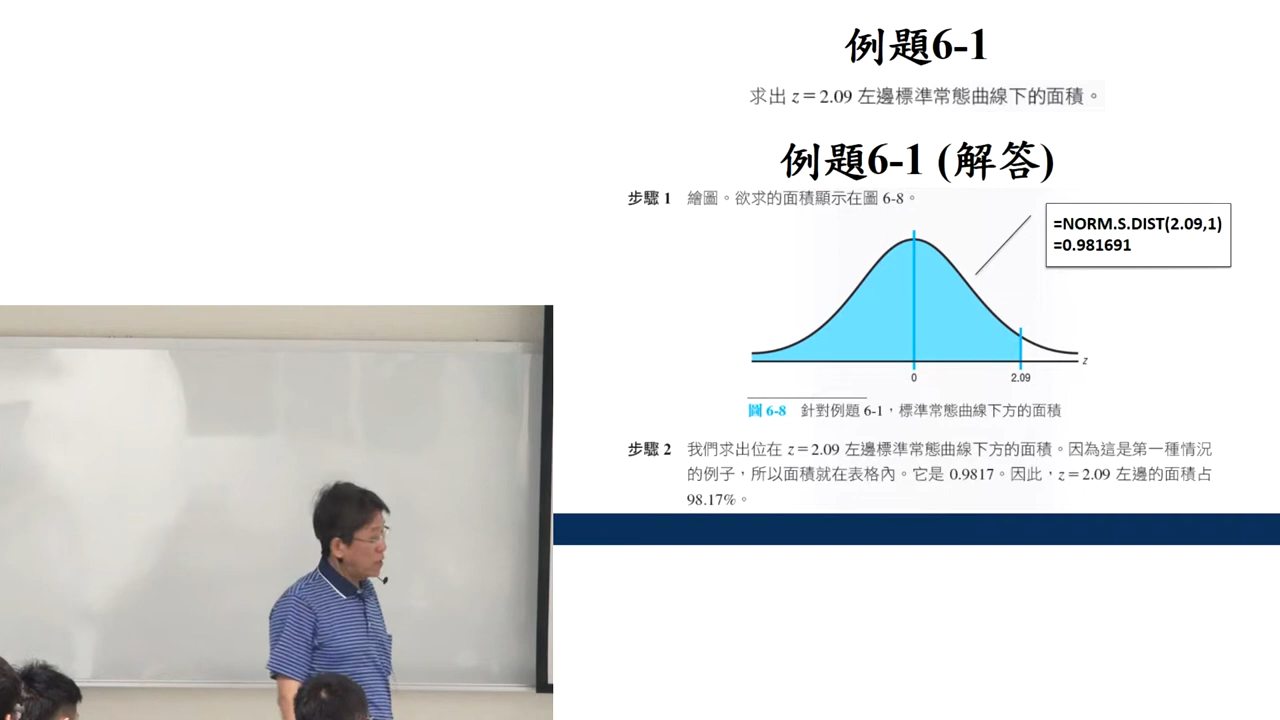 例題6-1
求出 z = 2.09 左邊標準常態曲線下的面積。
例題6-1 (解答)
步驟 1 繪圖。欲求的面積顯示在圖 6-8。
=NORM.S.DIST(2.09,1)
=0.981691
z
0 2.09
圖 6-8 針對例題 6-1，標準常態曲線下方的面積
步驟 2 我們求出位在 z = 2.09 左邊標準常態曲線下方的面積。因為這是第一種情況
的例子，所以面積就在表格內。它是 0.9817。因此，z = 2.09 左邊的面積占
98.17%。